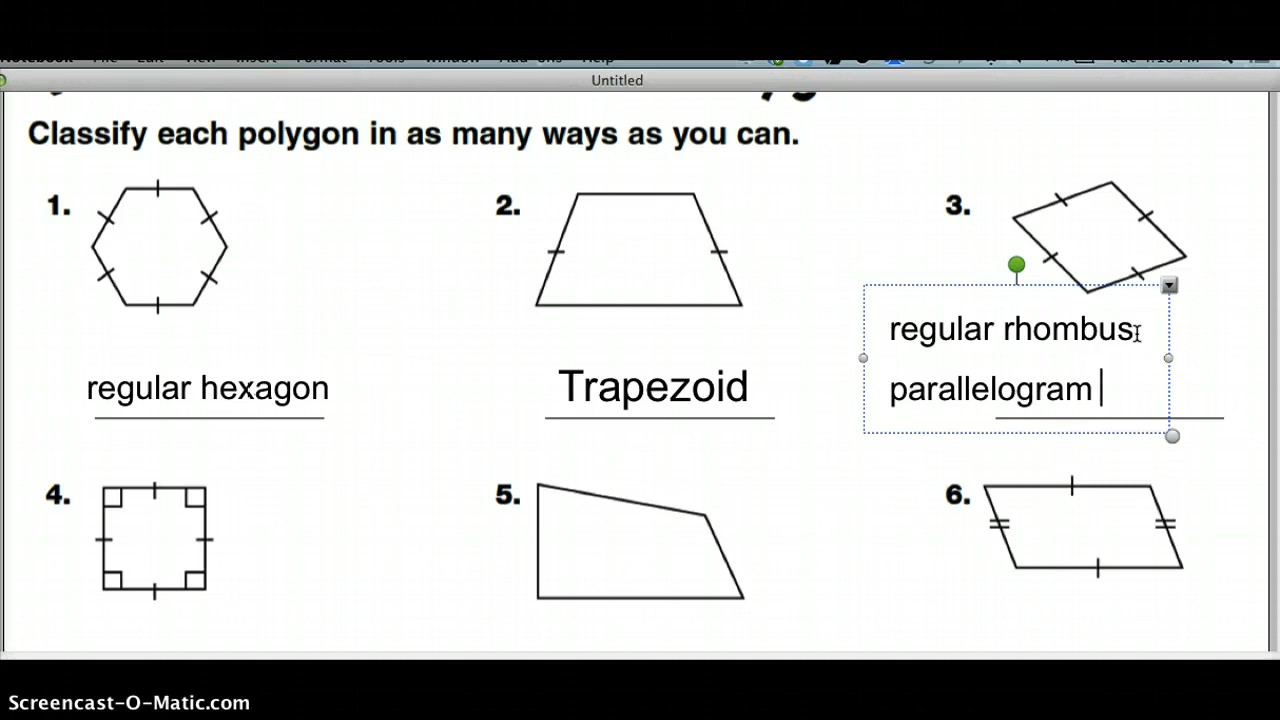 Untitled
Classify each polygon in as many ways as you can.
1.
2.
3.
regular hexagon
Trapezoid
regular rhombus
parallelogram
4.
5.
6.
Screencast-O-Matic.com